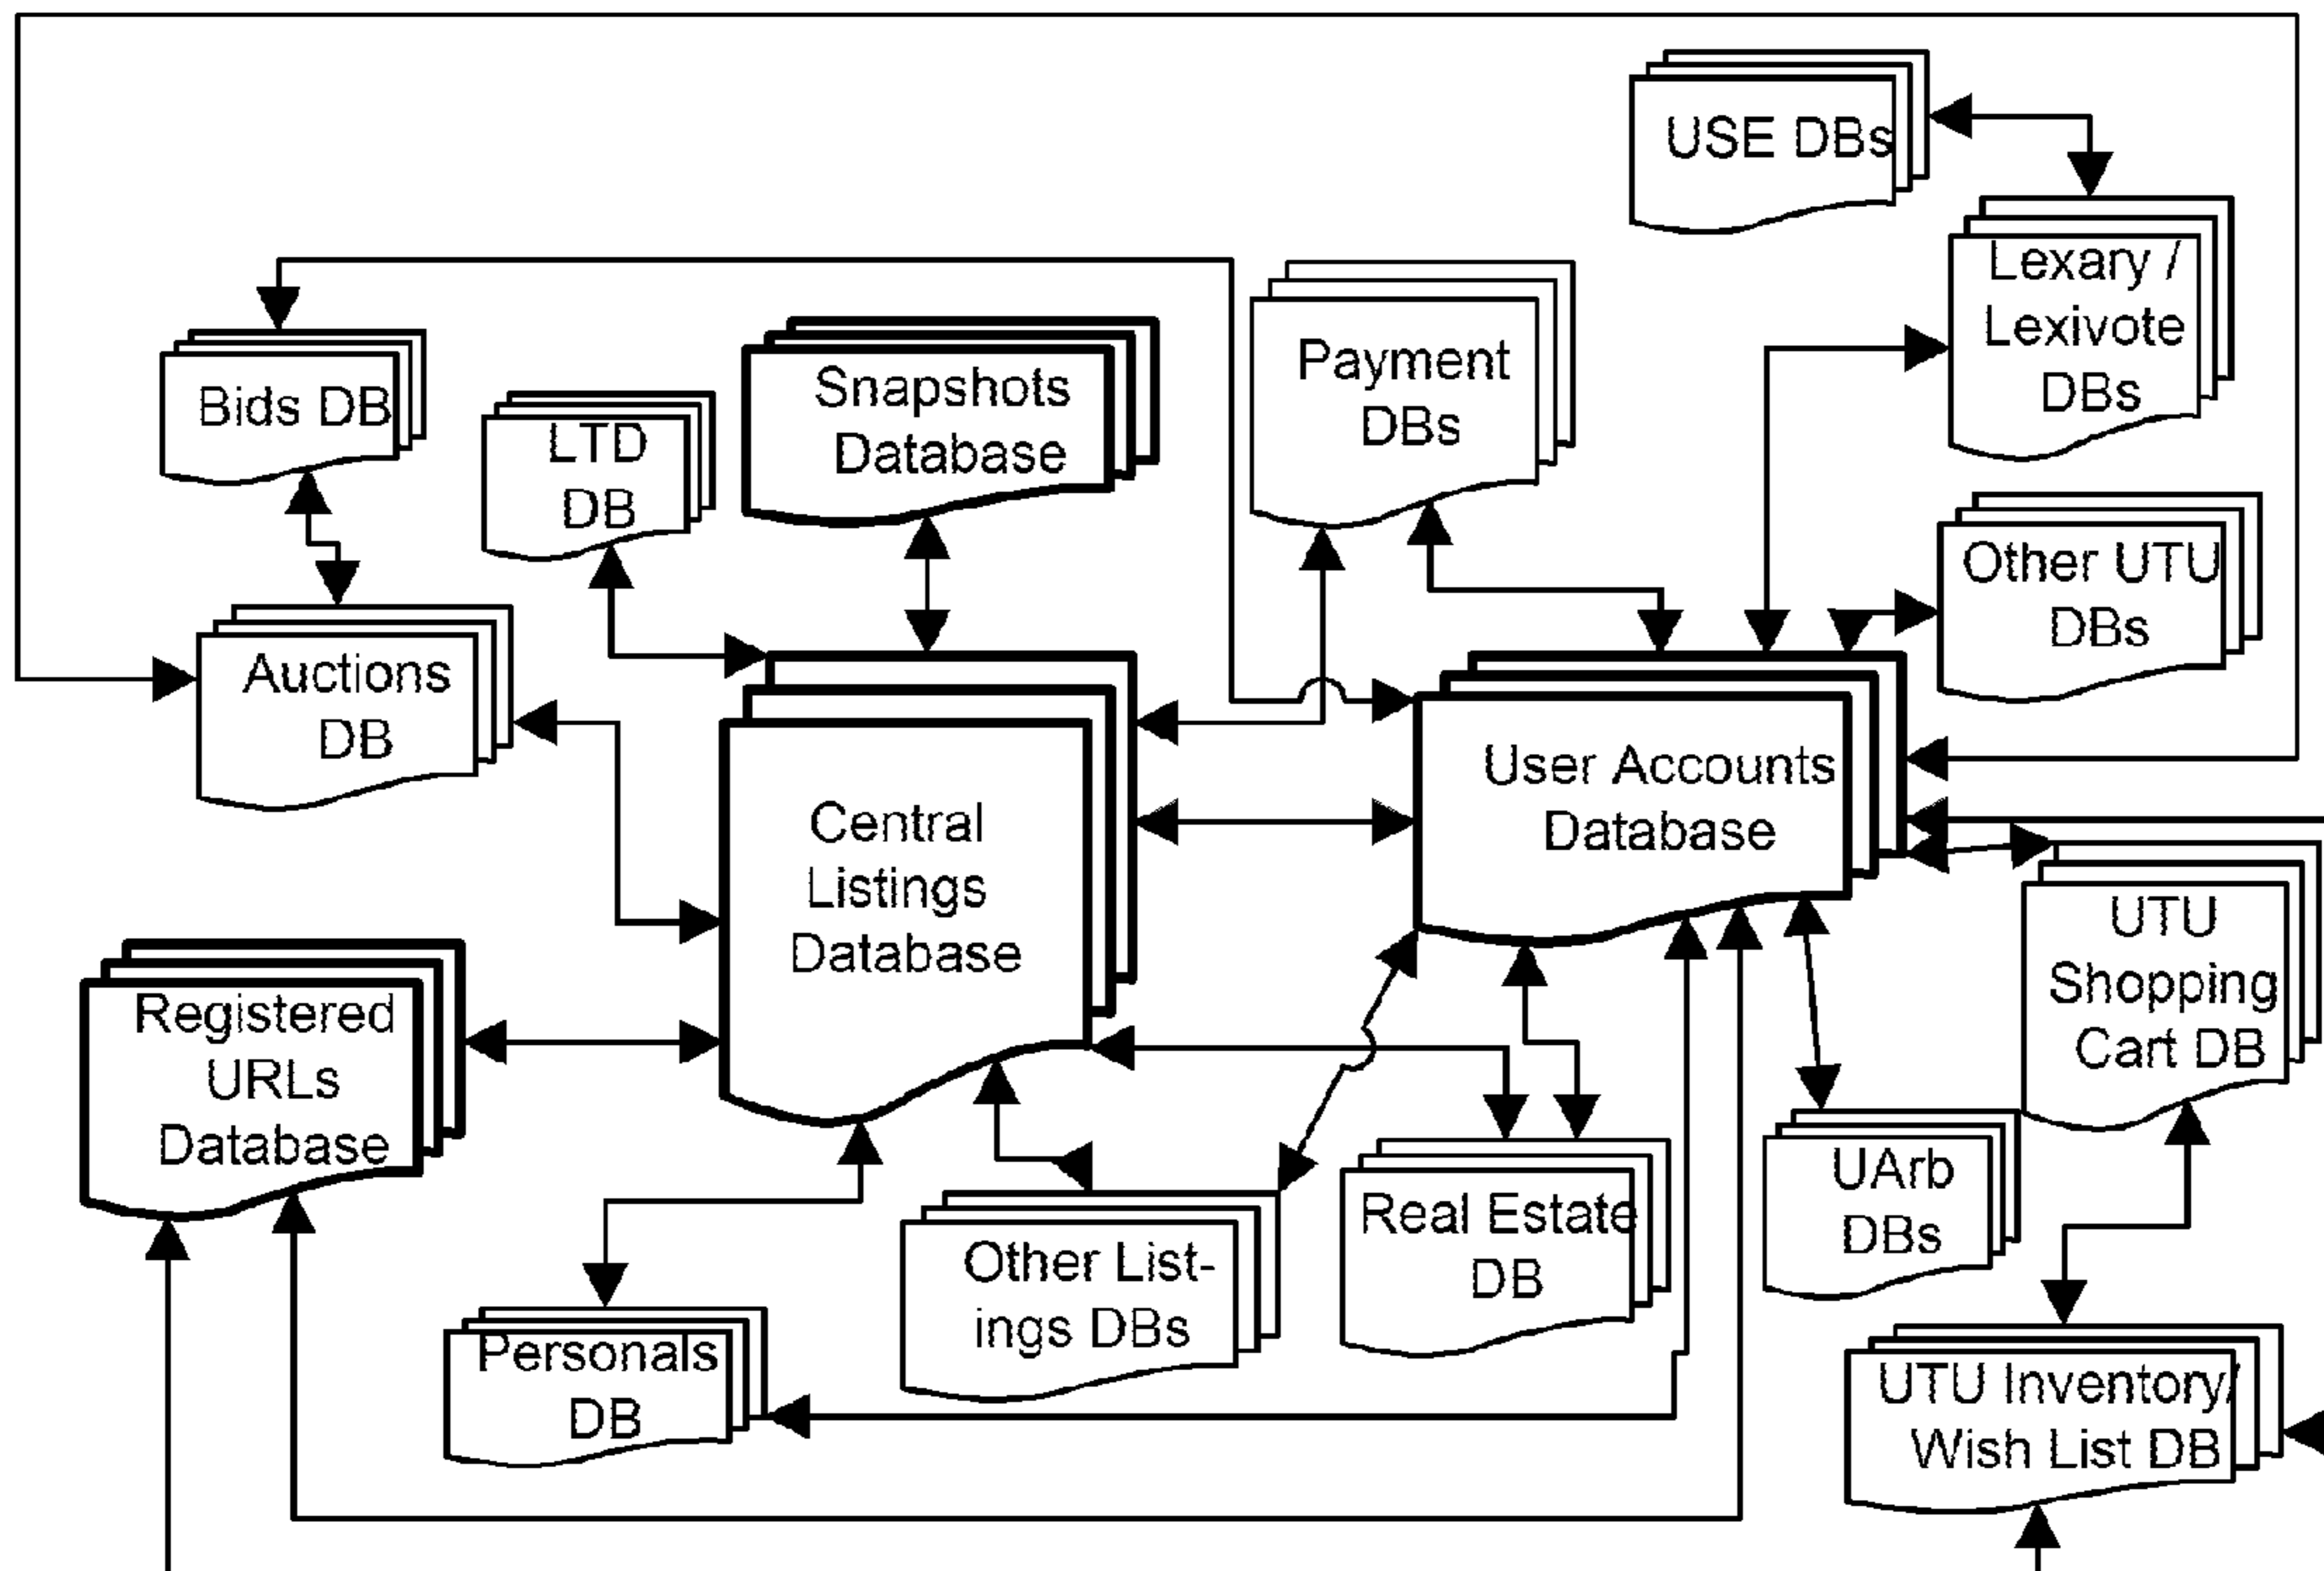 USE DBs
Lexary /
Lexivote
DBs
Bids DB
LTD
DB
Snapshots
Database
Payment
DBs
Other UTU
DBs
Auctions
DB
Central
Listings
Database
User Accounts
Database
UTU
Shopping
Cart DB
Registered
URLs
Database
UArb
DBs
Real Estate
DB
Other List-
ings DBs
Personals
DB
UTU Inventory/
Wish List DB